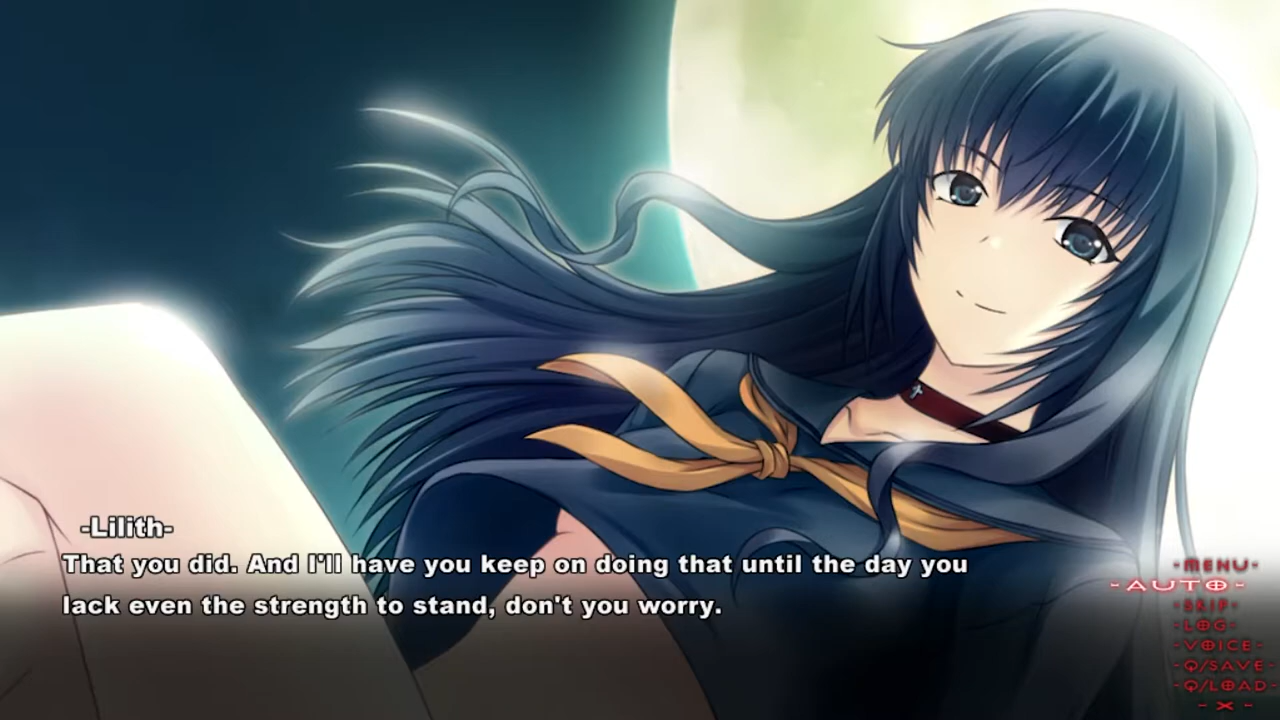 -Lilith-
That you did. And I'll have you keep on doing that until the day you
lack even the strength to stand, don't you worry.
-MENU-
-AUTO-
-SKIP-
-LOG-
-VOICE-
-Q/SAVE-
-Q/LOAD-
-X-